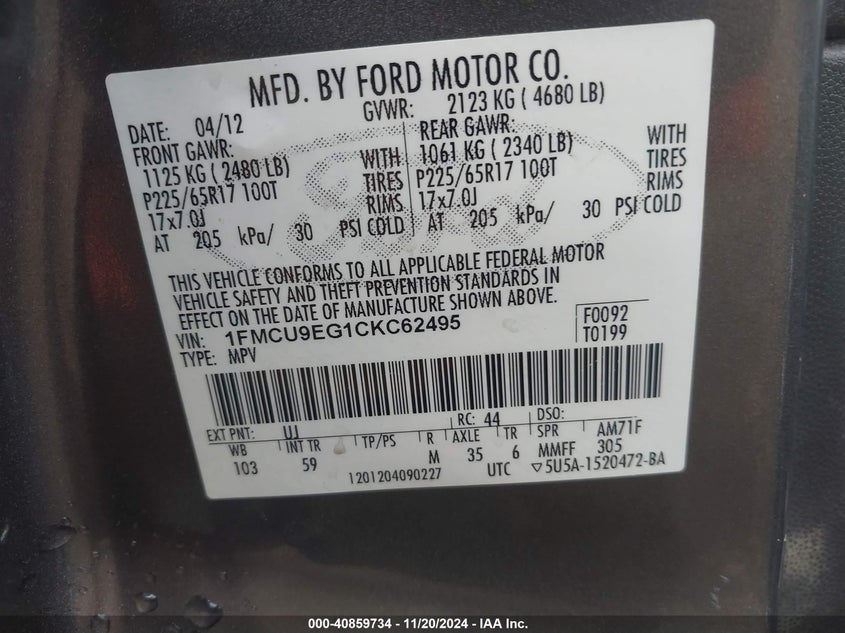 MFD. BY FORD MOTOR CO.
DATE: 04/12 GVWR: 2123 KG ( 4680 LB)
FRONT GAWR: REAR GAWR:
1125 KG ( 2480 LB) WITH 1061 KG ( 2340 LB) WITH
P225/65R17 100T TIRES P225/65R17 100T TIRES
17x7.0J RIMS 17x7.0J RIMS
AT 205 kPa/ 30 PSI COLD AT 205 kPa/ 30 PSI COLD
THIS VEHICLE CONFORMS TO ALL APPLICABLE FEDERAL MOTOR
VEHICLE SAFETY AND THEFT PREVENTION STANDARDS IN
EFFECT ON THE DATE OF MANUFACTURE SHOWN ABOVE.
VIN: 1FMCU9EG1CKC62495 F0092
TYPE: MPV T0199
EXT PNT: UJ RC: 44 DSO:
WB INT TR TP/PS R AXLE TR SPR AM71F
103 59 M 35 6 MMFF 305
1201204090227 UTC ▽5U5A-1520472-BA
Ford
000-40859734 - 11/20/2024 - IAA Inc.